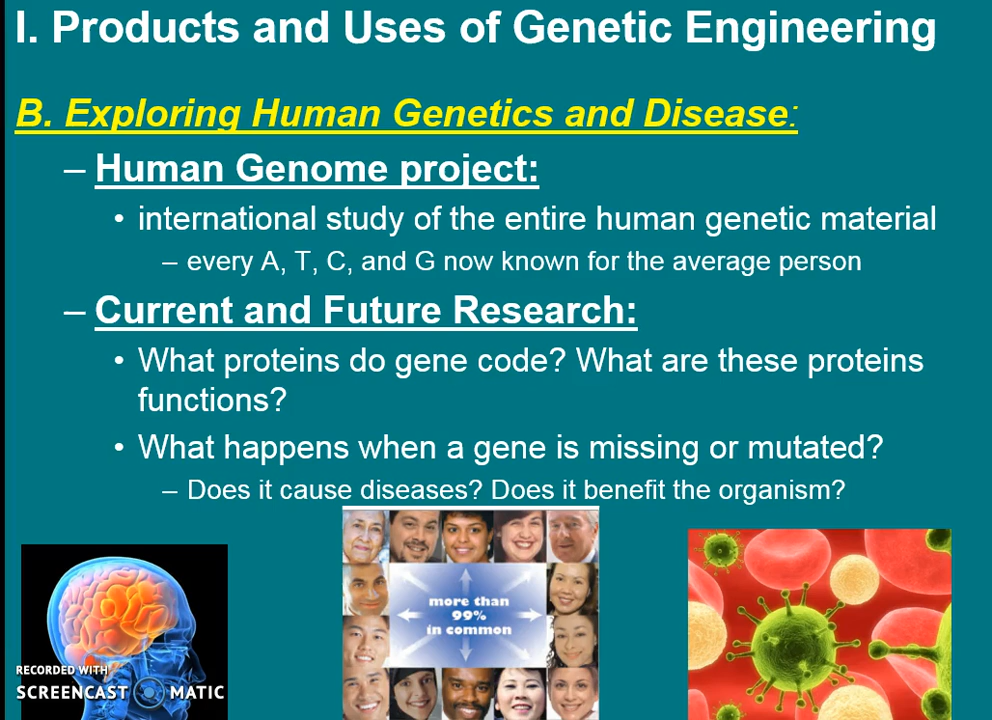 I. Products and Uses of Genetic Engineering
B. Exploring Human Genetics and Disease:
– Human Genome project:
• international study of the entire human genetic material
– every A, T, C, and G now known for the average person
– Current and Future Research:
• What proteins do gene code? What are these proteins
functions?
• What happens when a gene is missing or mutated?
– Does it cause diseases? Does it benefit the organism?
more than
99%
in common
RECORDED WITH
SCREENCAST MATIC